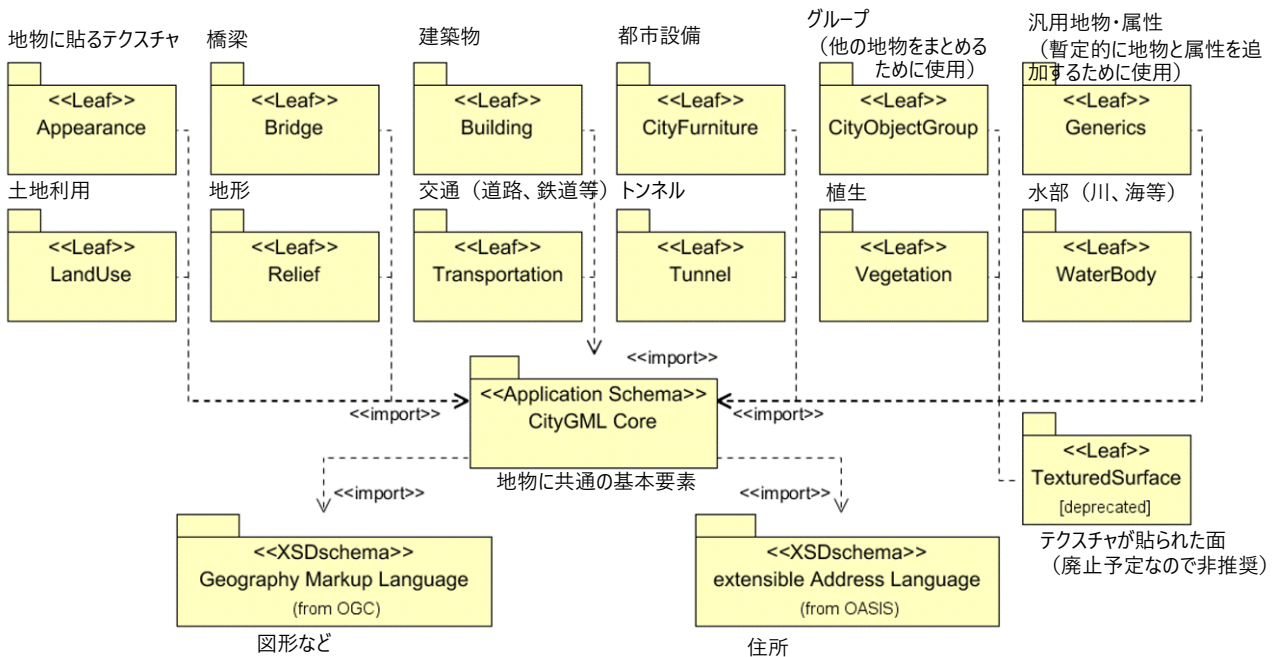 地物に貼るテクスチャ
橋梁
建築物
都市設備
グループ
(他の地物をまとめる
ために使用)
汎用地物・属性
(暫定的に地物と属性を追
加するために使用)
<<Leaf>>
Appearance
<<Leaf>>
Bridge
<<Leaf>>
Building
<<Leaf>>
CityFurniture
<<Leaf>>
CityObjectGroup
<<Leaf>>
Generics
土地利用
地形
交通(道路、鉄道等)
トンネル
植生
水部(川、海等)
<<Leaf>>
LandUse
<<Leaf>>
Relief
<<Leaf>>
Transportation
<<Leaf>>
Tunnel
<<Leaf>>
Vegetation
<<Leaf>>
WaterBody
<<import>>
<<Application Schema>>
CityGML Core
<<import>>
<<import>>
地物に共通の基本要素
<<Leaf>>
TexturedSurface
[deprecated]
テクスチャが貼られた面
(廃止予定なので非推奨)
<<import>>
<<import>>
<<XSDschema>>
Geography Markup Language
(from OGC)
図形など
<<XSDschema>>
extensible Address Language
(from OASIS)
住所